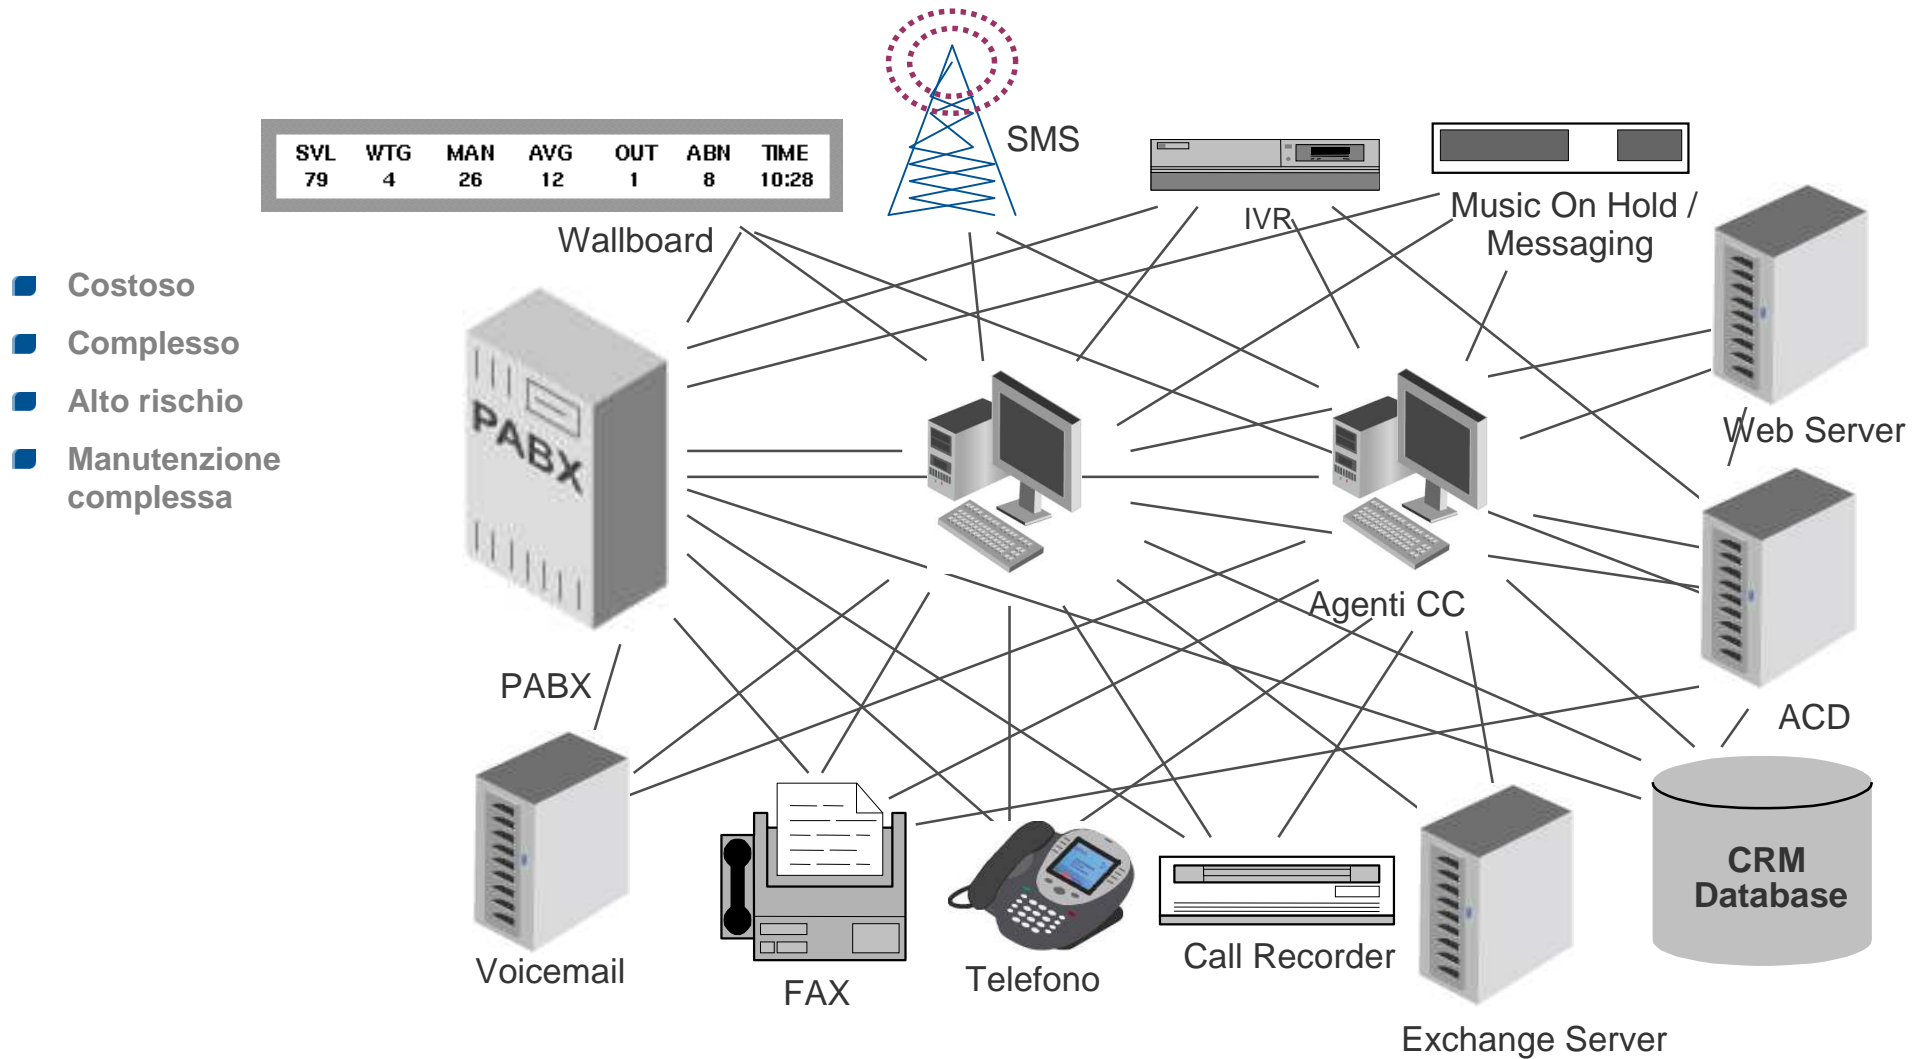 SMS
SVL WTG MAN AVG OUT ABN TIME
79 4 26 12 1 8 10:28
Wallboard
IVR
Music On Hold /
Messaging
Costoso
Complesso
Alto rischio
Manutenzione
complessa
PABX
Web Server
Agenti CC
PABX
ACD
CRM
Database
Voicemail
FAX
Telefono
Call Recorder
Exchange Server